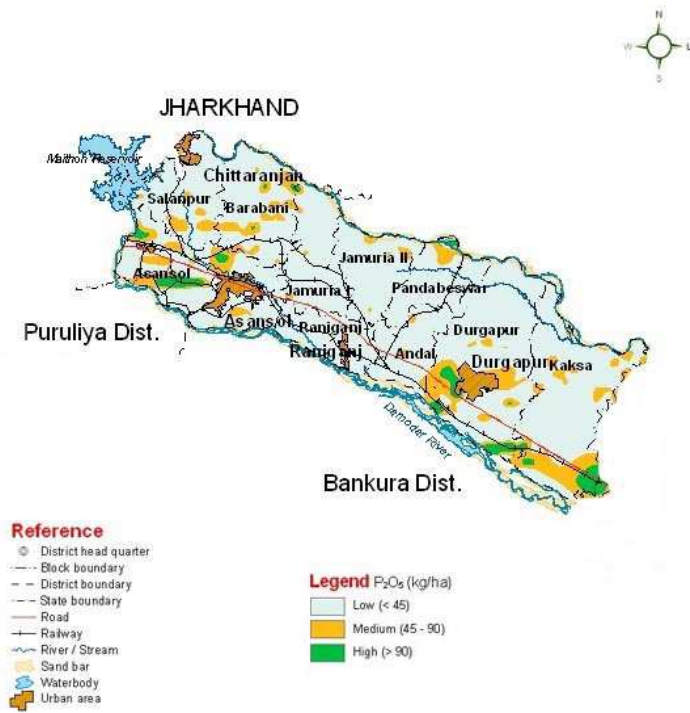 N
W
S
JHARKHAND
Maithon Reservoir
Chittaranjan
Salanpur
Barabani
Jamuria II
Asansol
Jamuria I
Pandabeswar
Asansol
Raniganj
Durgapur
Puruliya Dist.
Raniganj
Andal
Durgapur
Kaksa
Damoder River
Bankura Dist.
Reference
District head quarter
Block boundary
District boundary
State boundary
Road
Railway
River / Stream
Sand bar
Waterbody
Urban area
Legend P₂O₅ (kg/ha)
Low (< 45)
Medium (45 - 90)
High (> 90)